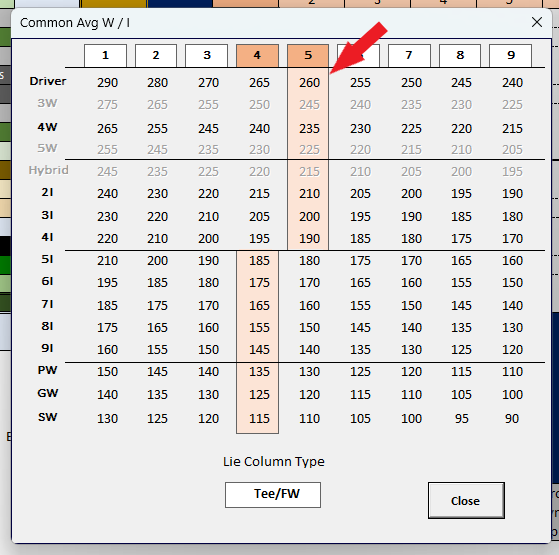 2 3 4 5
Common Avg W / I
1 2 3 4 5 7 8 9
Driver 290 280 270 265 260 255 250 245 240
3W 275 265 255 250 245 240 235 230 225
4W 265 255 245 240 235 230 225 220 215
5W 255 245 235 230 225 220 215 210 205
Hybrid 245 235 225 220 215 210 205 200 195
2I 240 230 220 215 210 205 200 195 190
3I 230 220 210 205 200 195 190 185 180
4I 220 210 200 195 190 185 180 175 170
5I 210 200 190 185 180 175 170 165 160
6I 195 185 180 175 170 165 160 155 150
7I 185 175 170 165 160 155 150 145 140
8I 175 165 160 155 150 145 140 135 130
9I 160 155 150 145 140 135 130 125 120
PW 150 145 140 135 130 125 120 115 110
GW 140 135 130 125 120 115 110 105 100
SW 130 125 120 115 110 105 100 95 90
Lie Column Type
Tee/FW
Close